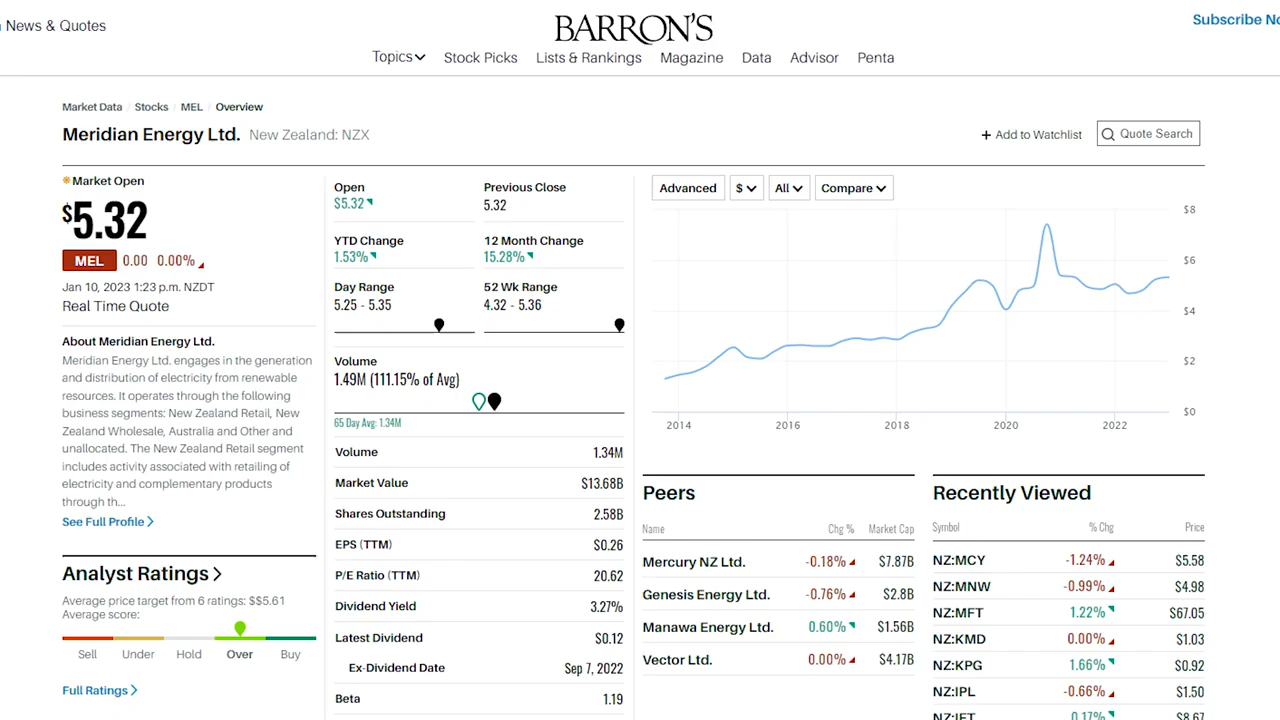 News & Quotes
BARRON'S
Subscribe No
Topics Stock Picks Lists & Rankings Magazine Data Advisor Penta
Market Data / Stocks / MEL / Overview
Meridian Energy Ltd. New Zealand: NZX
+ Add to Watchlist
Quote Search
Market Open
$5.32
MEL 0.00 0.00%
Jan 10, 2023 1:23 p.m. NZDT
Real Time Quote
About Meridian Energy Ltd.
Meridian Energy Ltd. engages in the generation
and distribution of electricity from renewable
resources. It operates through the following
business segments: New Zealand Retail, New
Zealand Wholesale, Australia and Other and
unallocated. The New Zealand Retail segment
includes activity associated with retailing of
electricity and complementary products
through th...
See Full Profile
Analyst Ratings
Average price target from 6 ratings: $$5.61
Average score:
Sell Under Hold Over Buy
Full Ratings
Open
$5.32
Previous Close
5.32
YTD Change
1.53%
12 Month Change
15.28%
Day Range
5.25 - 5.35
52 Wk Range
4.32 - 5.36
Volume
1.49M (111.15% of Avg)
65 Day Avg: 1.34M
Volume 1.34M
Market Value $13.68B
Shares Outstanding 2.58B
EPS (TTM) $0.26
P/E Ratio (TTM) 20.62
Dividend Yield 3.27%
Latest Dividend $0.12
Ex-Dividend Date Sep 7, 2022
Beta 1.19
Advanced $ All Compare
$8
$6
$4
$2
$0
2014 2016 2018 2020 2022
Peers
Name Chg % Market Cap
Mercury NZ Ltd. -0.18% $7.87B
Genesis Energy Ltd. -0.76% $2.8B
Manawa Energy Ltd. 0.60% $1.56B
Vector Ltd. 0.00% $4.17B
Recently Viewed
Symbol % Chg Price
NZ:MCY -1.24% $5.58
NZ:MNW -0.99% $4.98
NZ:MFT 1.22% $67.05
NZ:KMD 0.00% $1.03
NZ:KPG 1.66% $0.92
NZ:IPL -0.66% $1.50
NZ:IFT 0.17% $8.67